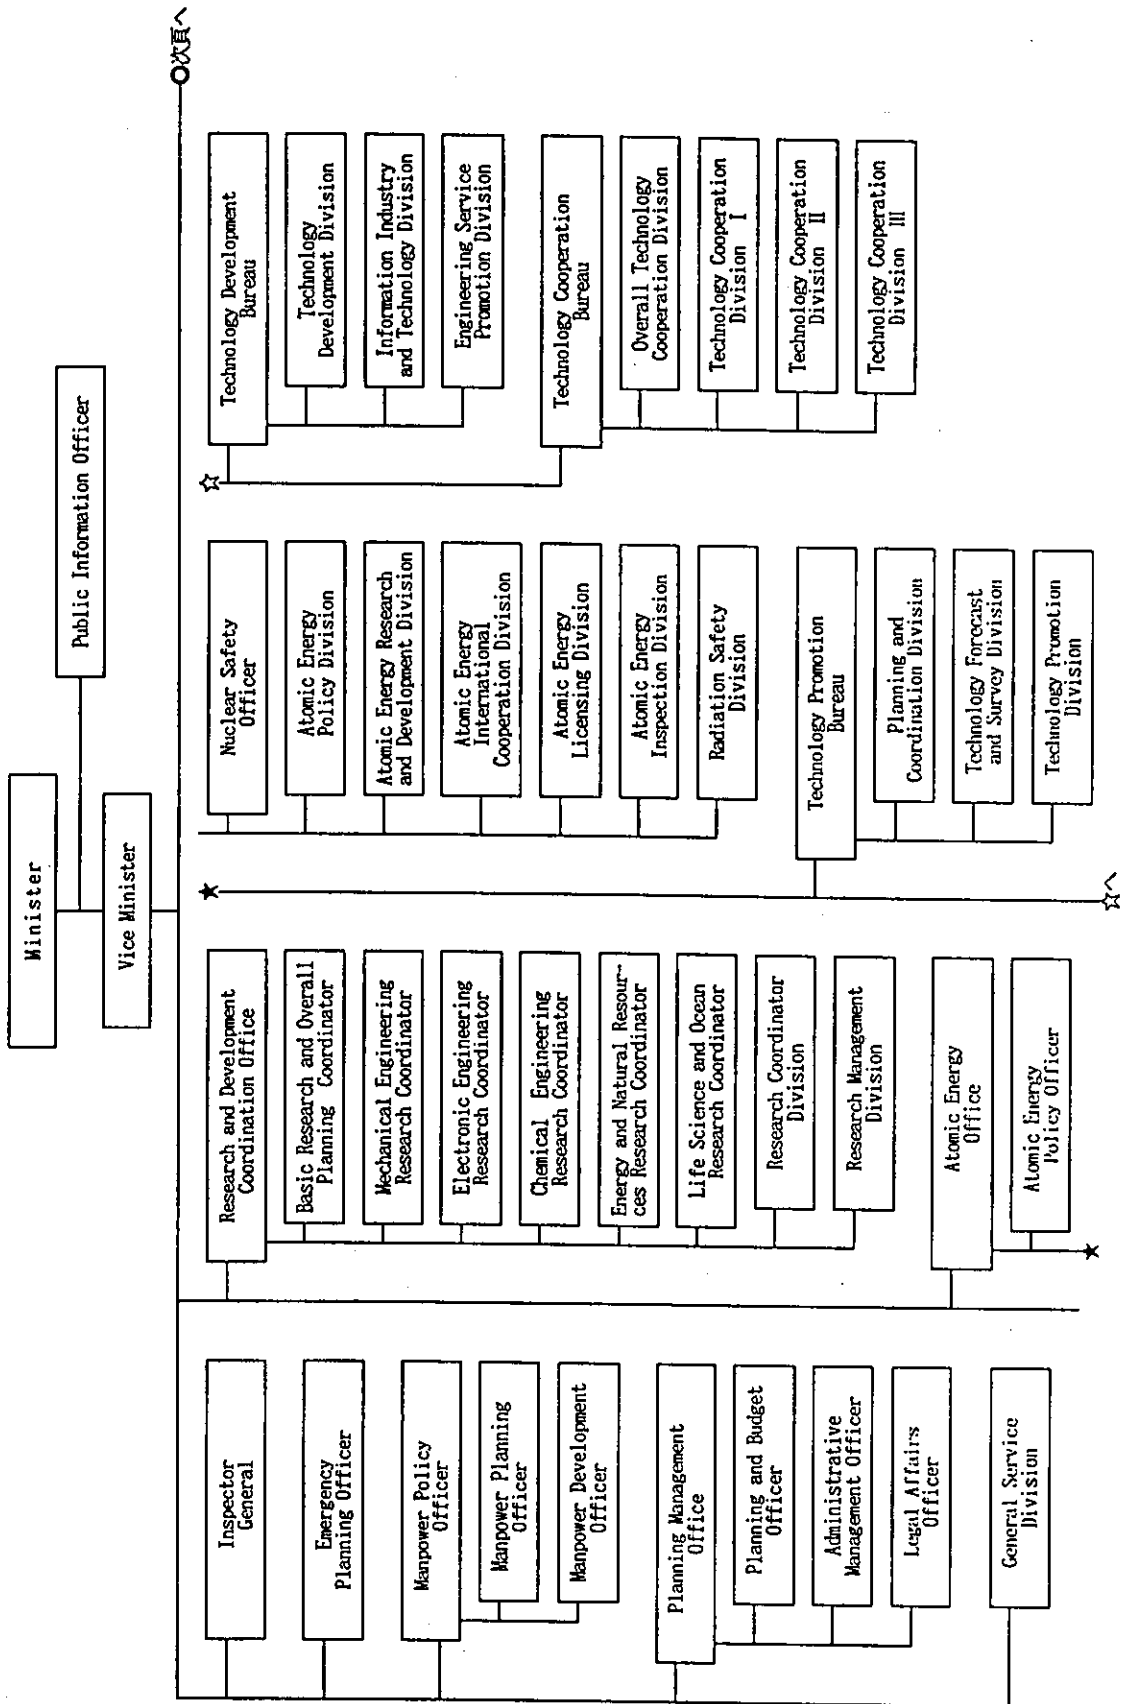 Minister
Public Information Officer
Vice Minister
○次頁へ
Inspector
General
Emergency
Planning Officer
Manpower Policy
Officer
Manpower Planning
Officer
Manpower Development
Officer
Planning Management
Office
Planning and Budget
Officer
Administrative
Management Officer
Legal Affairs
Officer
General Service
Division
Research and Development
Coordination Office
Basic Research and Overall
Planning Coordinator
Mechanical Engineering
Research Coordinator
Electronic Engineering
Research Coordinator
Chemical Engineering
Research Coordinator
Energy and Natural Resour-
ces Research Coordinator
Life Science and Ocean
Research Coordinator
Research Coordinator
Division
Research Management
Division
Atomic Energy
Office
Atomic Energy
Policy Officer
★
★
Nuclear Safety
Officer
Atomic Energy
Policy Division
Atomic Energy Research
and Development Division
Atomic Energy
International
Cooperation Division
Atomic Energy
Licensing Division
Atomic Energy
Inspection Division
Radiation Safety
Division
Technology Promotion
Bureau
Planning and
Coordination Division
Technology Forecast
and Survey Division
Technology Promotion
Division
☆へ
☆
Technology Development
Bureau
Technology
Development Division
Information Industry
and Technology Division
Engineering Service
Promotion Division
Technology Cooperation
Bureau
Overall Technology
Cooperation Division
Technology Cooperation
Division I
Technology Cooperation
Division II
Technology Cooperation
Division III